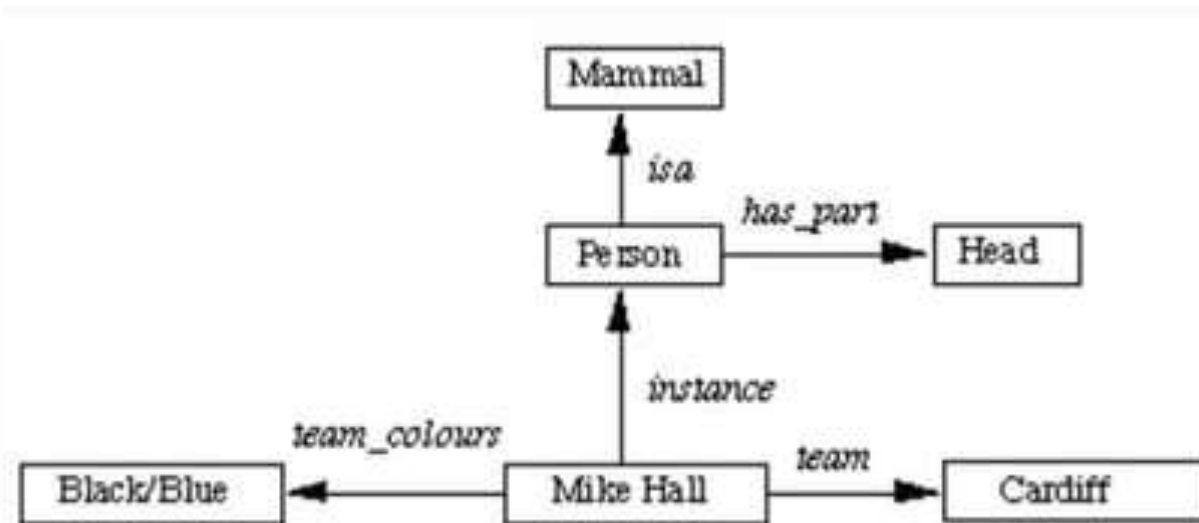 Mammal
isa
has_part
Person
Head
instance
team_colours
team
Black/Blue
Mike Hall
Cardiff